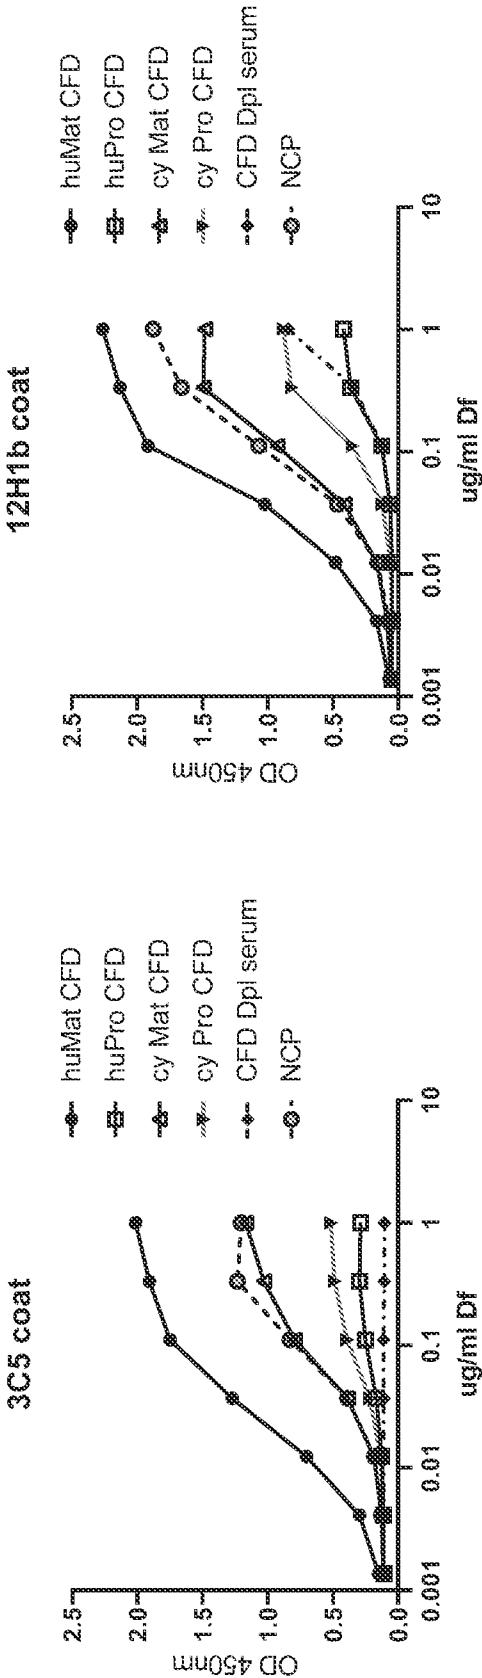 3C5 coat
OD 450nm
2.5
2.0
1.5
1.0
0.5
0.0
0.001
0.01
0.1
1
10
ug/ml Df
huMat CFD
huPro CFD
cy Mat CFD
cy Pro CFD
CFD Dpl serum
NCP
12H1b coat
OD 450nm
2.5
2.0
1.5
1.0
0.5
0.0
0.001
0.01
0.1
1
10
ug/ml Df
huMat CFD
huPro CFD
cy Mat CFD
cy Pro CFD
CFD Dpl serum
NCP